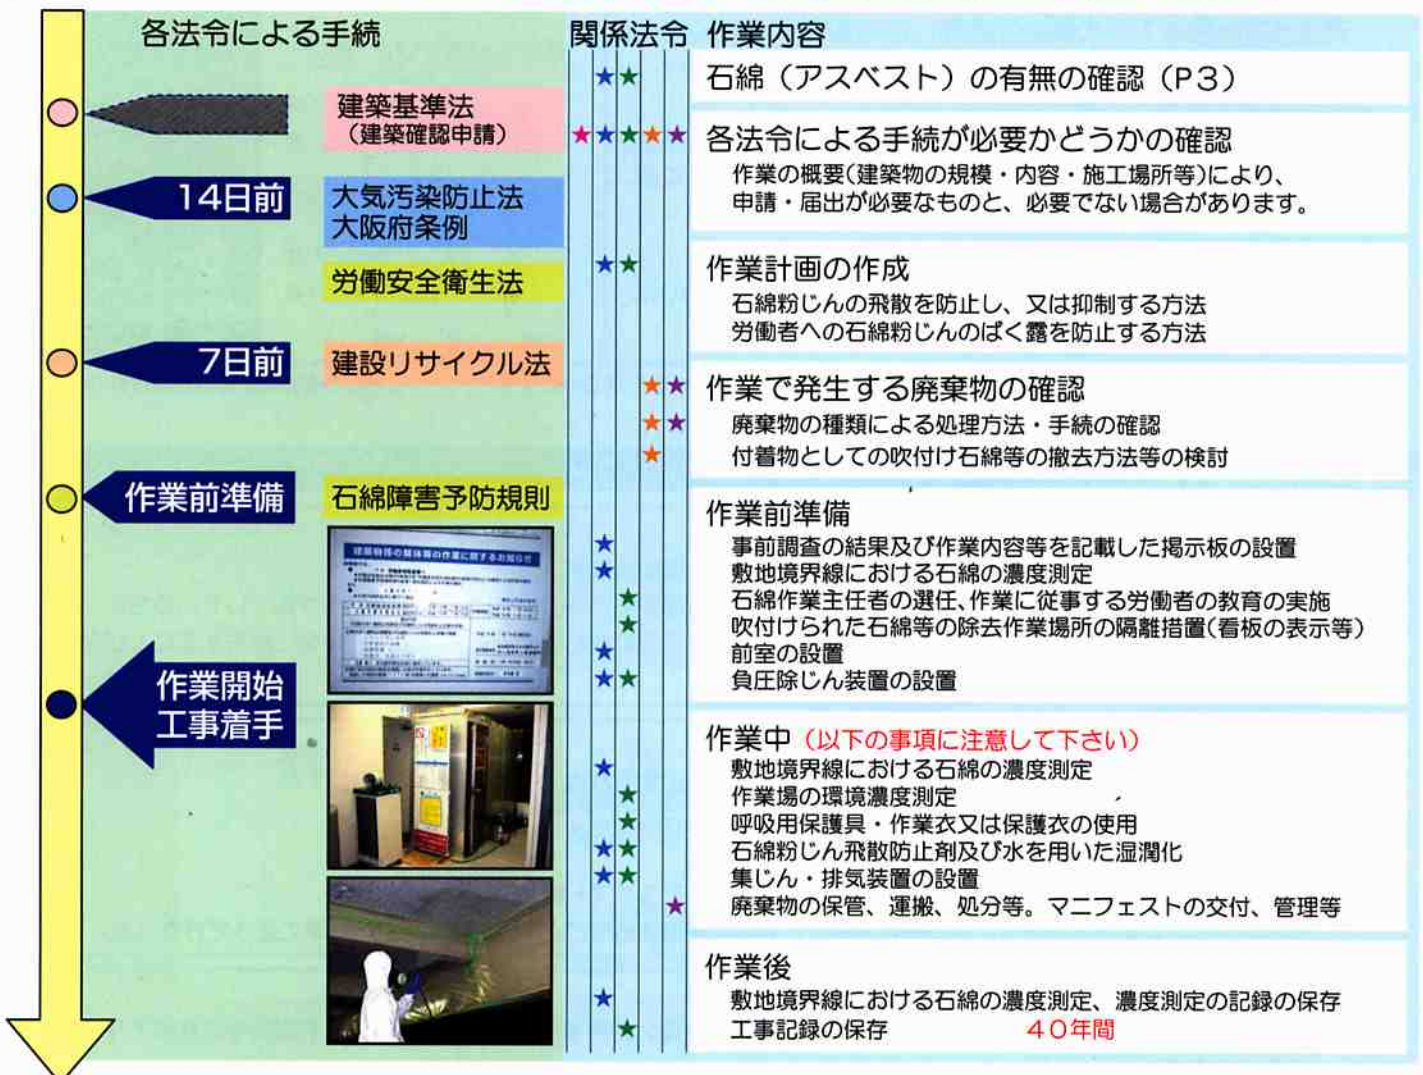 各法令による手続
関係法令 作業内容
★★ 石綿（アスベスト）の有無の確認（P3）
建築基準法
（建築確認申請）
★★★★★ 各法令による手続が必要かどうかの確認
作業の概要(建築物の規模・内容・施工場所等)により、
申請・届出が必要なものと、必要でない場合があります。
14日前
大気汚染防止法
大阪府条例
労働安全衛生法
★★ 作業計画の作成
石綿粉じんの飛散を防止し、又は抑制する方法
労働者への石綿粉じんのばく露を防止する方法
7日前
建設リサイクル法
★★ 作業で発生する廃棄物の確認
★★ 廃棄物の種類による処理方法・手続の確認
★ 付着物としての吹付け石綿等の撤去方法等の検討
作業前準備
石綿障害予防規則
建築物等の解体等の作業に関するお知らせ
作業前準備
★ 事前調査の結果及び作業内容等を記載した掲示板の設置
★ 敷地境界線における石綿の濃度測定
★ 石綿作業主任者の選任、作業に従事する労働者の教育の実施
★ 吹付けられた石綿等の除去作業場所の隔離措置(看板の表示等)
★ 前室の設置
★★ 負圧除じん装置の設置
作業開始
工事着手
作業中（以下の事項に注意して下さい）
★ 敷地境界線における石綿の濃度測定
★ 作業場の環境濃度測定
★ 呼吸用保護具・作業衣又は保護衣の使用
★★ 石綿粉じん飛散防止剤及び水を用いた湿潤化
★★ 集じん・排気装置の設置
★ 廃棄物の保管、運搬、処分等。マニフェストの交付、管理等
作業後
★ 敷地境界線における石綿の濃度測定、濃度測定の記録の保存
★ 工事記録の保存 40年間